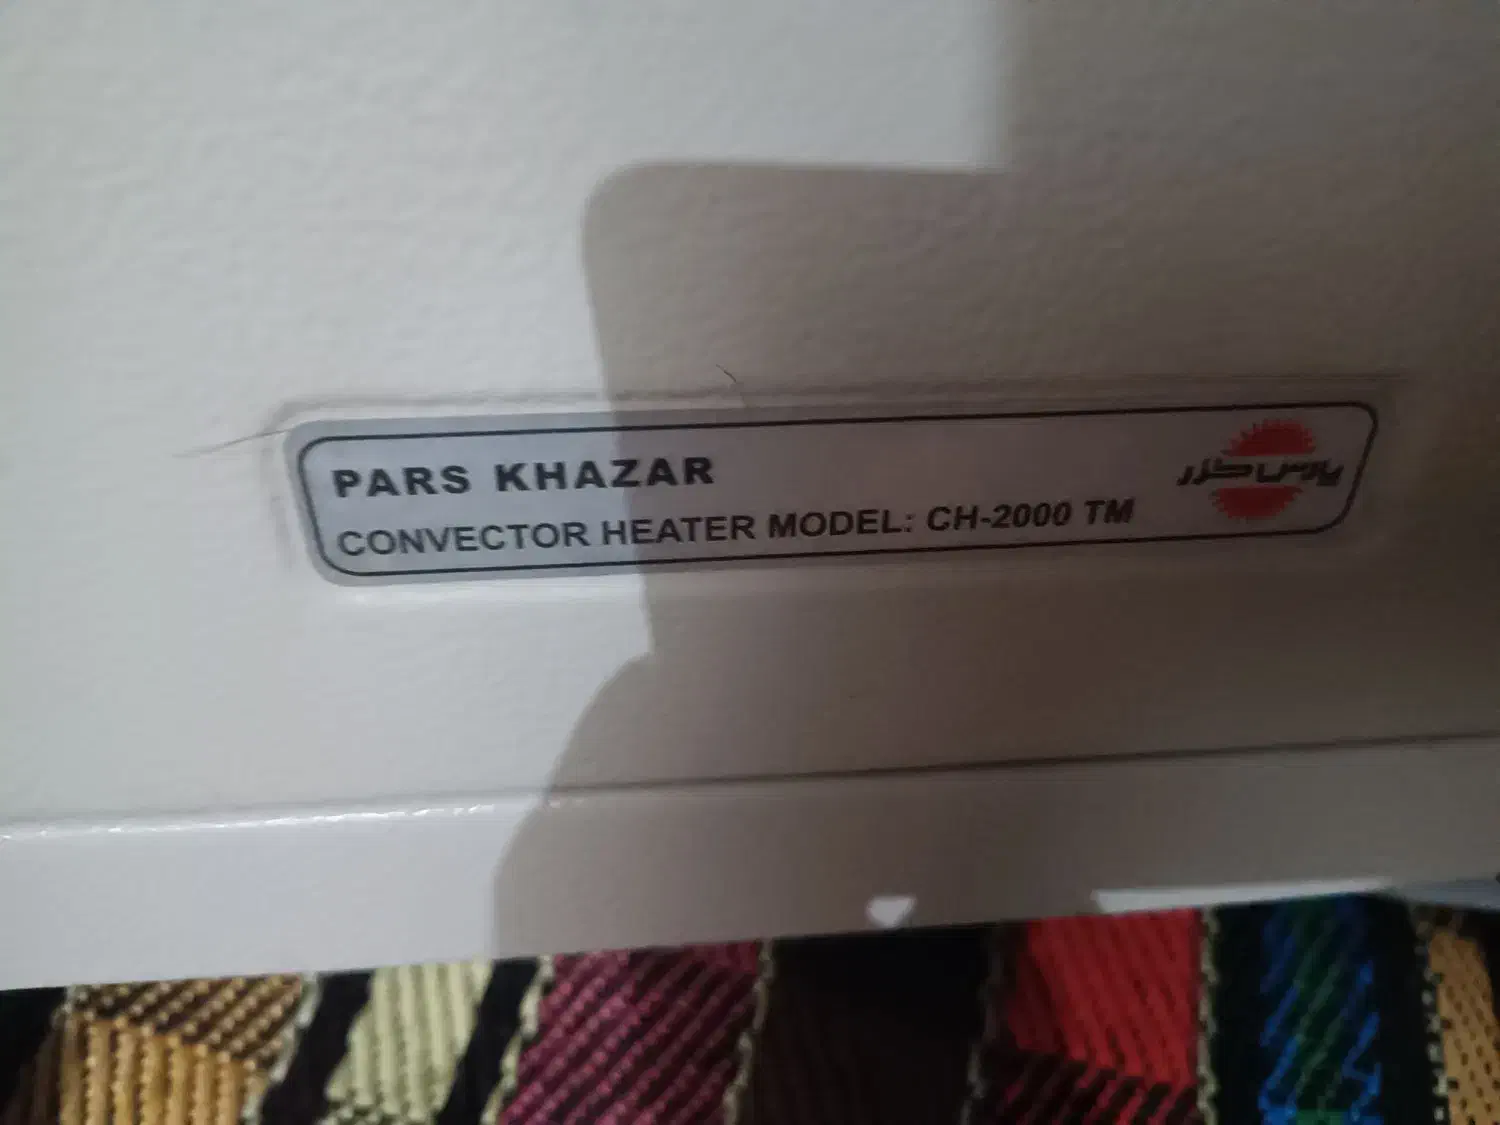 PARS KHAZAR
CONVECTOR HEATER MODEL: CH-2000 TM
پارس خزر